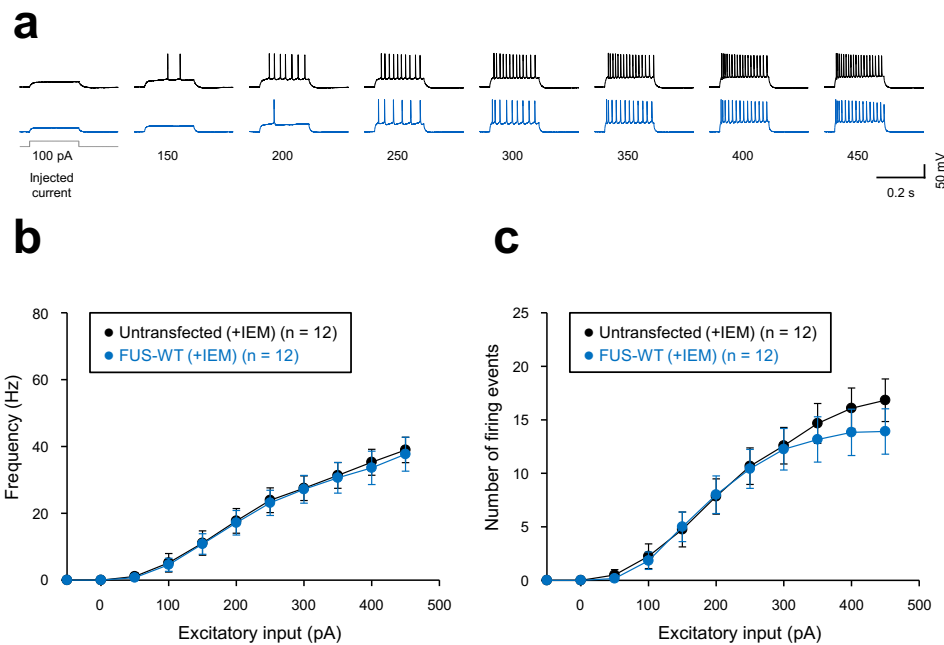 a
100 pA 150 200 250 300 350 400 450
Injected
current
0.2 s
50 mV
b
c
80
60
40
20
0
Frequency (Hz)
Untransfected (+IEM) (n = 12)
FUS-WT (+IEM) (n = 12)
0 100 200 300 400 500
Excitatory input (pA)
25
20
15
10
5
0
Number of firing events
Untransfected (+IEM) (n = 12)
FUS-WT (+IEM) (n = 12)
0 100 200 300 400 500
Excitatory input (pA)